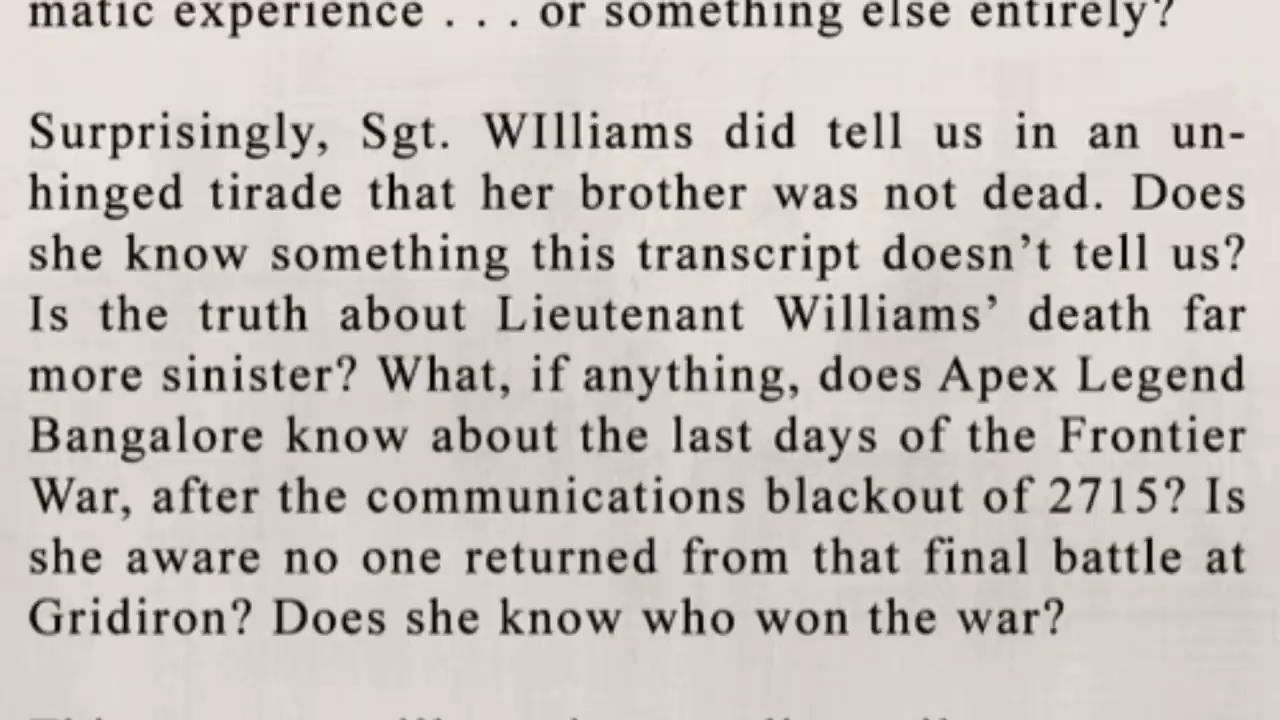 matic experience . . . or something else entirely?
Surprisingly, Sgt. WIlliams did tell us in an un-
hinged tirade that her brother was not dead. Does
she know something this transcript doesn’t tell us?
Is the truth about Lieutenant Williams’ death far
more sinister? What, if anything, does Apex Legend
Bangalore know about the last days of the Frontier
War, after the communications blackout of 2715? Is
she aware no one returned from that final battle at
Gridiron? Does she know who won the war?